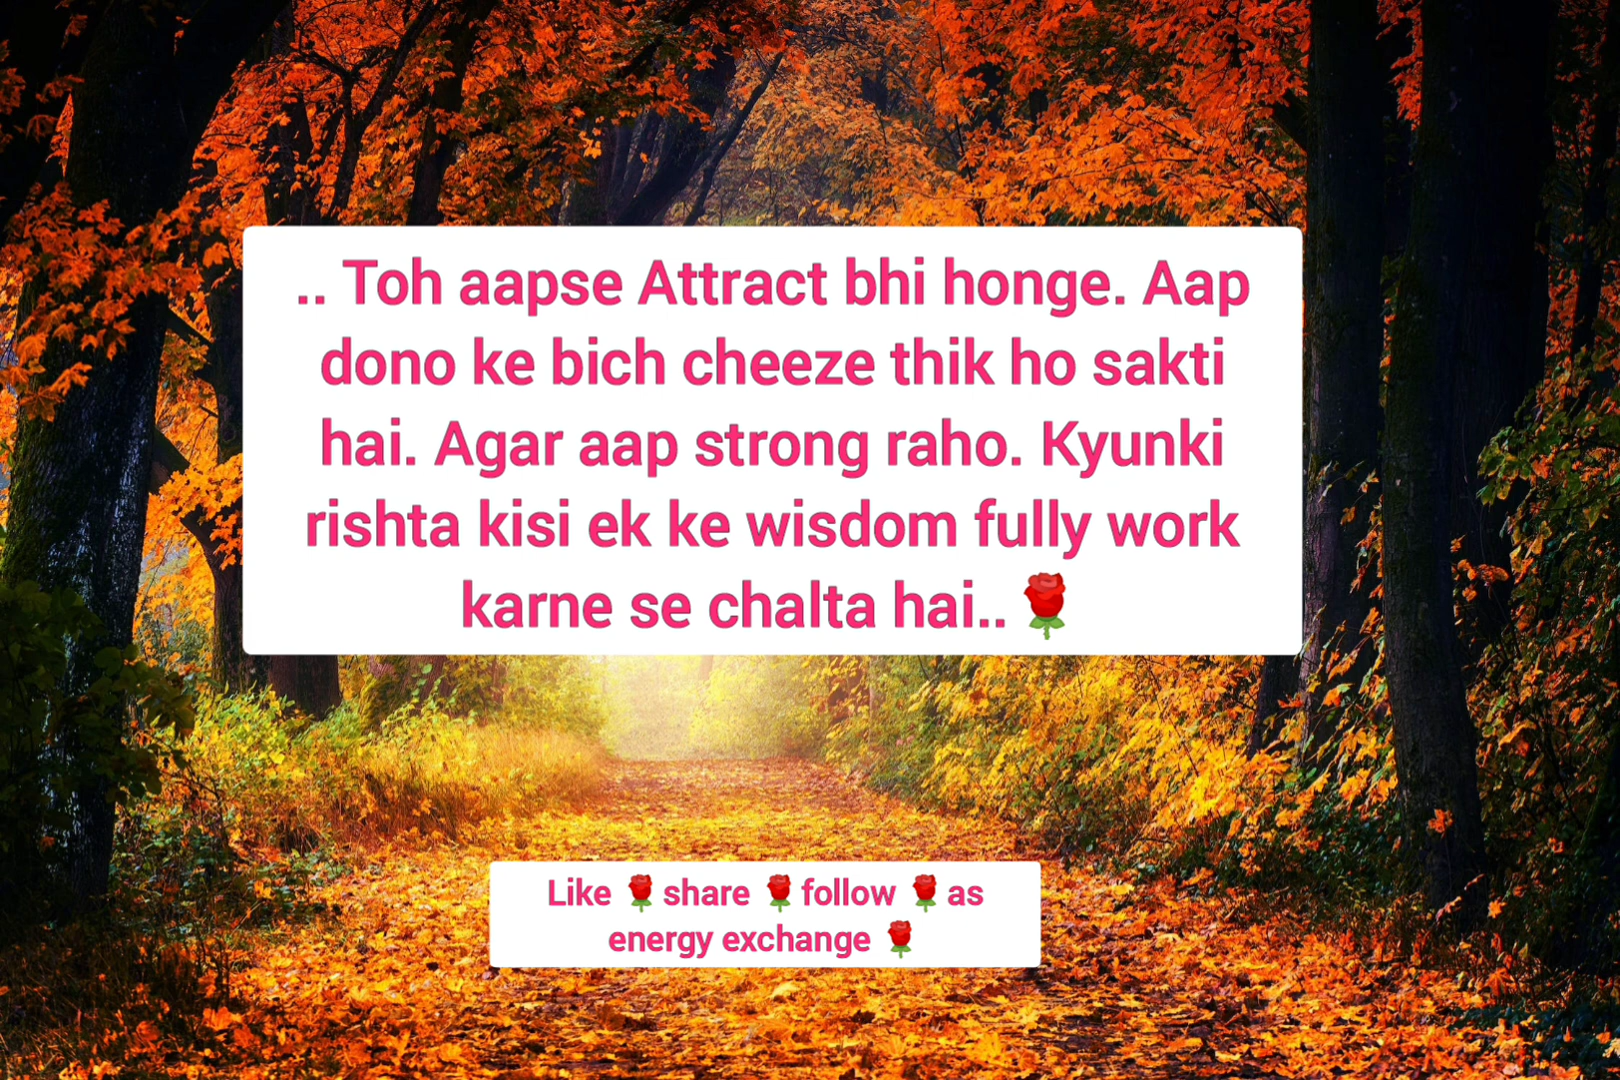 .. Toh aapse Attract bhi honge. Aap
dono ke bich cheeze thik ho sakti
hai. Agar aap strong raho. Kyunki
rishta kisi ek ke wisdom fully work
karne se chalta hai..🌹
Like 🌹share 🌹follow 🌹as
energy exchange 🌹